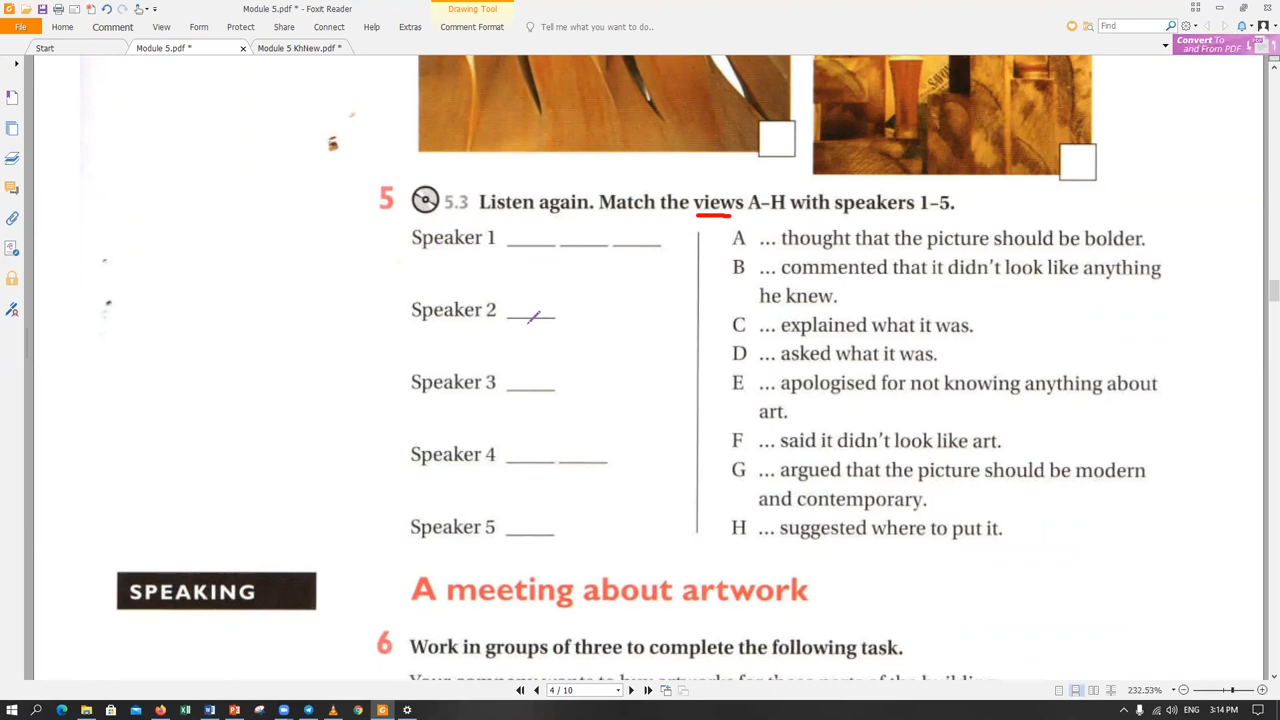 Module 5.pdf * - Foxit Reader
Drawing Tool
File
Home
Comment
View
Form
Protect
Share
Help
Extras
Comment Format
Tell me what you want to do..
Find
Start
Module 5.pdf *
Module 5 KhNew.pdf *
Convert To
and From PDF
5 5.3 Listen again. Match the views A–H with speakers 1–5.
Speaker 1
Speaker 2
Speaker 3
Speaker 4
Speaker 5
A ... thought that the picture should be bolder.
B ... commented that it didn't look like anything
he knew.
C ... explained what it was.
D ... asked what it was.
E ... apologised for not knowing anything about
art.
F ... said it didn't look like art.
G ... argued that the picture should be modern
and contemporary.
H ... suggested where to put it.
SPEAKING
A meeting about artwork
6 Work in groups of three to complete the following task.
4 / 10
232.53%
ENG
3:14 PM